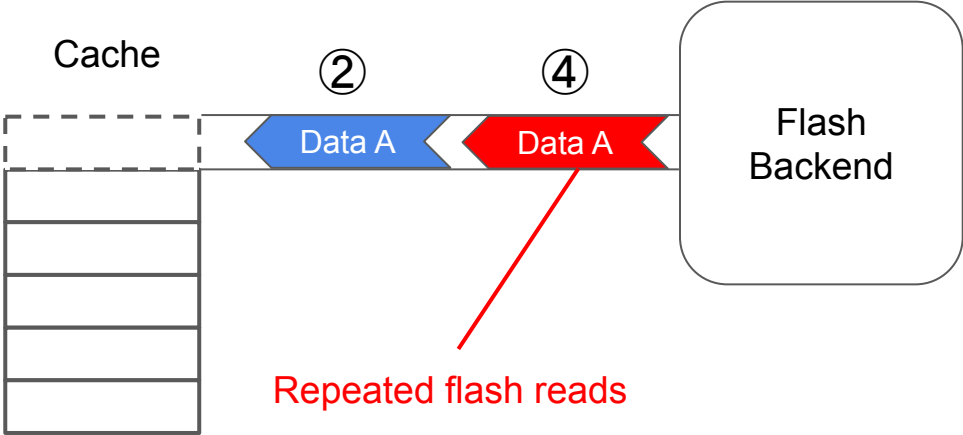 Cache
②
④
Data A
Data A
Flash
Backend
Repeated flash reads